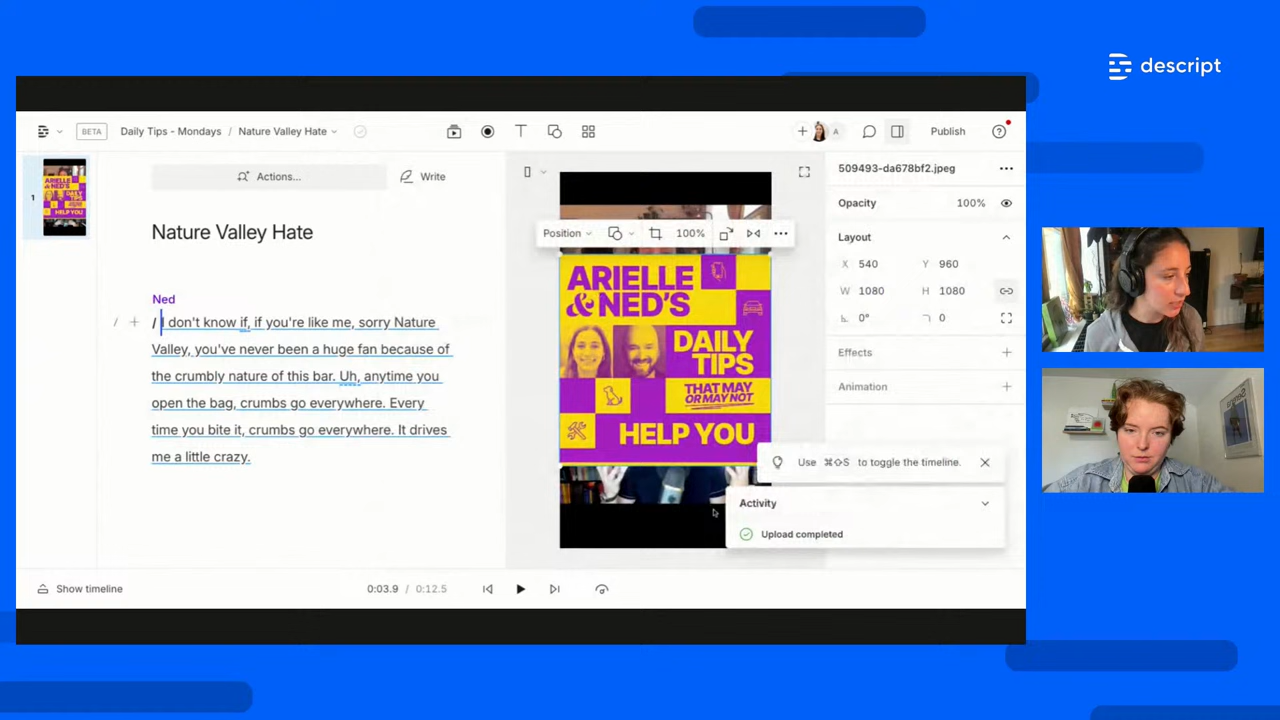 descript
BETA
Daily Tips - Mondays / Nature Valley Hate
A
Publish
1
Actions...
Write
Nature Valley Hate
Ned
/ I don't know if, if you're like me, sorry Nature
Valley, you've never been a huge fan because of
the crumbly nature of this bar. Uh, anytime you
open the bag, crumbs go everywhere. Every
time you bite it, crumbs go everywhere. It drives
me a little crazy.
Position
100%
ARIELLE
& NED'S
DAILY
TIPS
THAT MAY
OR MAY NOT
HELP YOU
509493-da678bf2.jpeg
Opacity 100%
Layout
X 540 Y 960
W 1080 H 1080
0° 0
Effects
Animation
Use ⌘⇧S to toggle the timeline.
Activity
Upload completed
Show timeline
0:03.9 / 0:12.5